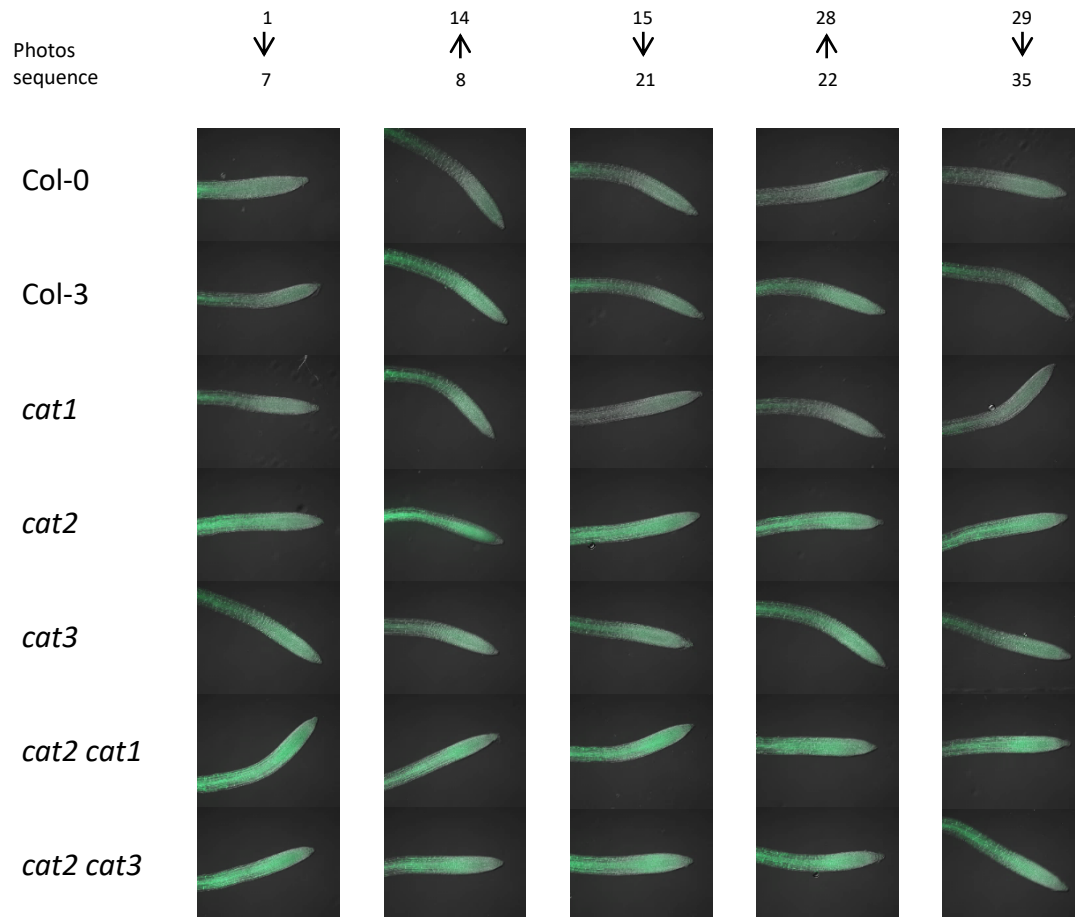 1 14 15 28 29
Photos
sequence
7 8 21 22 35
Col-0
Col-3
cat1
cat2
cat3
cat2 cat1
cat2 cat3